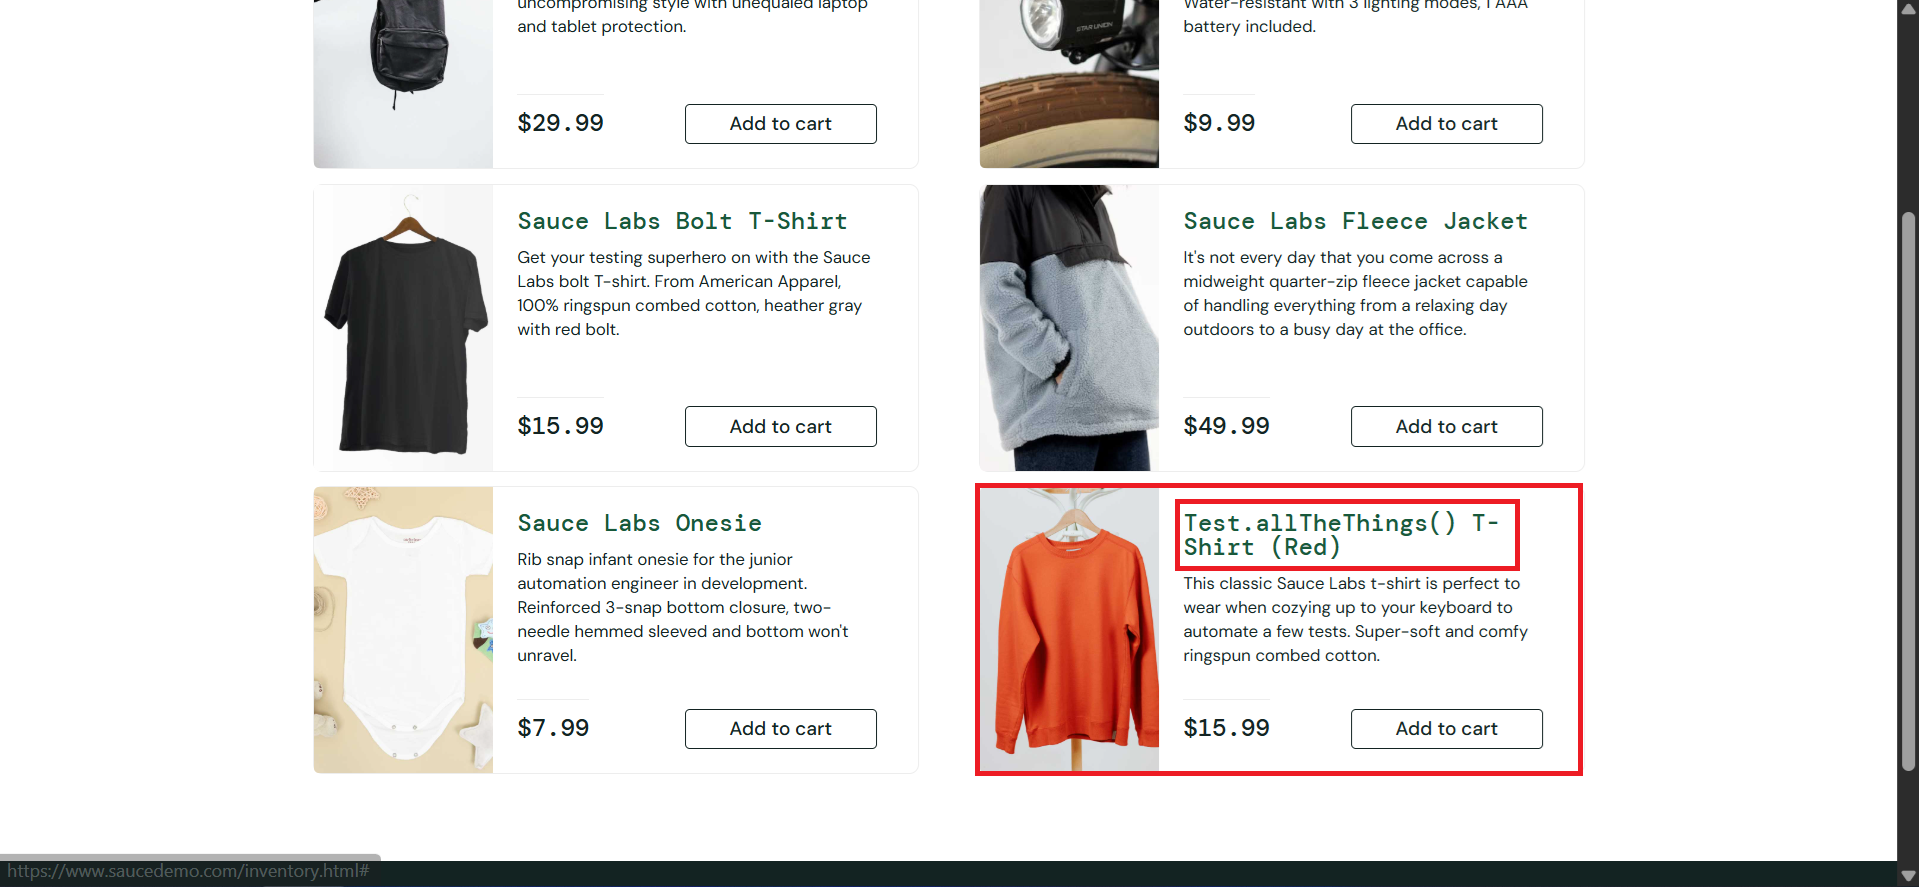 uncompromising style with unequaled laptop
and tablet protection.
$29.99
Add to cart
Water-resistant with 3 lighting modes, 1 AAA
battery included.
STAR UNION
$9.99
Add to cart
Sauce Labs Bolt T-Shirt
Get your testing superhero on with the Sauce
Labs bolt T-shirt. From American Apparel,
100% ringspun combed cotton, heather gray
with red bolt.
$15.99
Add to cart
Sauce Labs Fleece Jacket
It's not every day that you come across a
midweight quarter-zip fleece jacket capable
of handling everything from a relaxing day
outdoors to a busy day at the office.
$49.99
Add to cart
Sauce Labs Onesie
Rib snap infant onesie for the junior
automation engineer in development.
Reinforced 3-snap bottom closure, two-
needle hemmed sleeved and bottom won't
unravel.
$7.99
Add to cart
Test.allTheThings() T-
Shirt (Red)
This classic Sauce Labs t-shirt is perfect to
wear when cozying up to your keyboard to
automate a few tests. Super-soft and comfy
ringspun combed cotton.
$15.99
Add to cart
https://www.saucedemo.com/inventory.html#